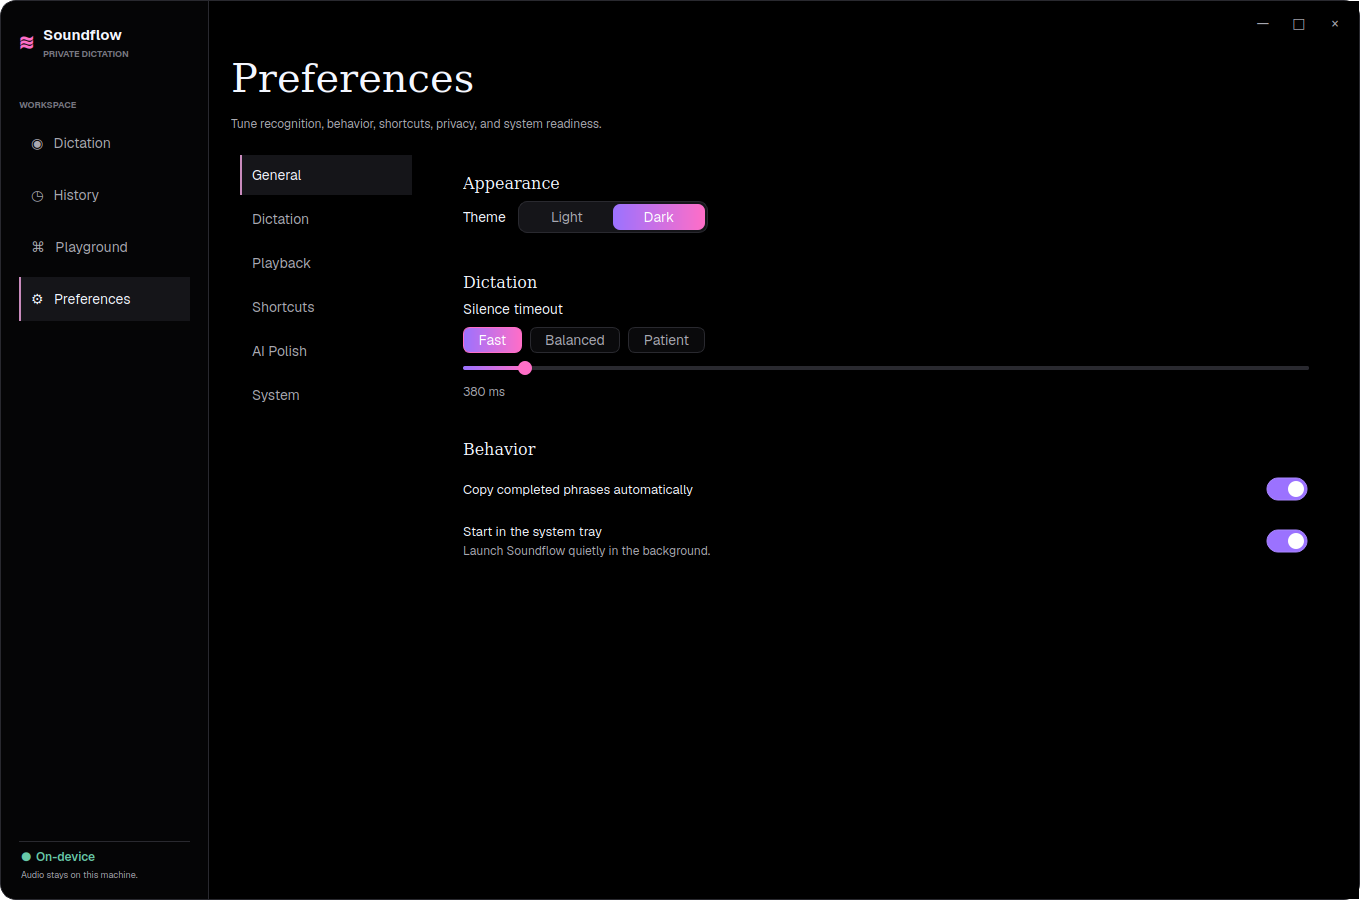 Soundflow
PRIVATE DICTATION
WORKSPACE
Dictation
History
Playground
Preferences
On-device
Audio stays on this machine.
Preferences
Tune recognition, behavior, shortcuts, privacy, and system readiness.
General
Dictation
Playback
Shortcuts
AI Polish
System
Appearance
Theme Light Dark
Dictation
Silence timeout
Fast Balanced Patient
380 ms
Behavior
Copy completed phrases automatically
Start in the system tray
Launch Soundflow quietly in the background.